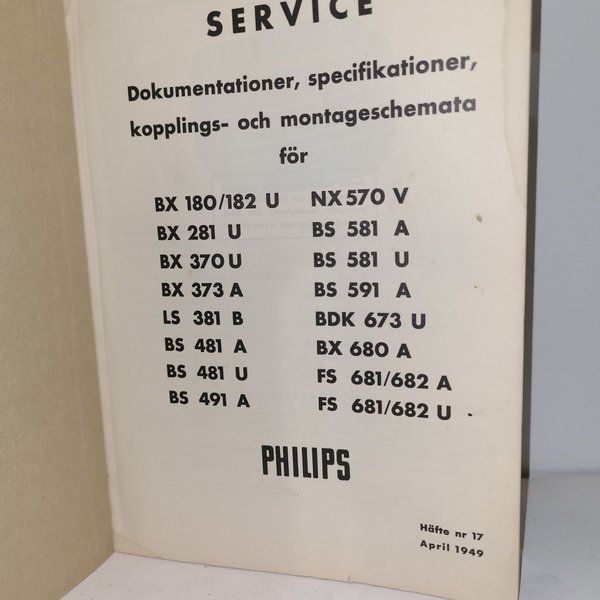 SERVICE
Dokumentationer, specifikationer,
kopplings- och montageschemata
för
BX 180/182 U
BX 281 U
BX 370 U
BX 373 A
LS 381 B
BS 481 A
BS 481 U
BS 491 A
NX 570 V
BS 581 A
BS 581 U
BS 591 A
BDK 673 U
BX 680 A
FS 681/682 A
FS 681/682 U
PHILIPS
Häfte nr 17
April 1949